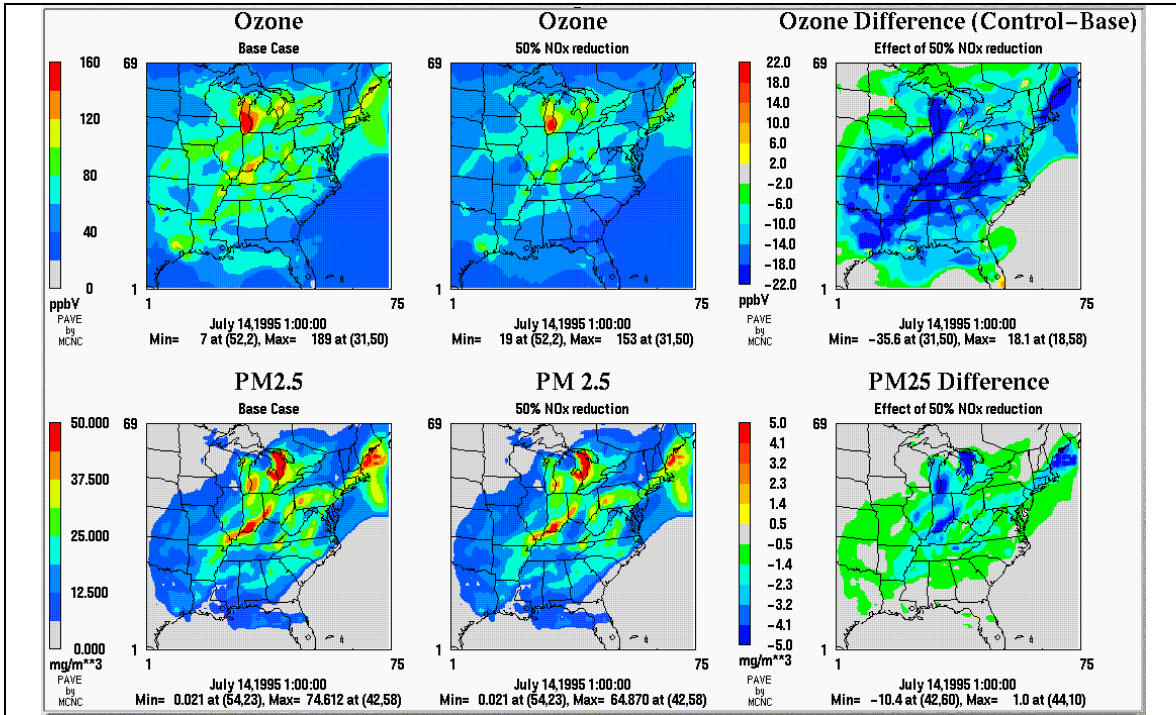 Ozone
Base Case
160
120
80
40
0
ppbV
PAVE
by
MCNC
69
1
1
75
July 14,1995 1:00:00
Min= 7 at (52,2), Max= 189 at (31,50)
Ozone
50% NOx reduction
69
1
1
75
July 14,1995 1:00:00
Min= 19 at (52,2), Max= 153 at (31,50)
Ozone Difference (Control–Base)
Effect of 50% NOx reduction
22.0
18.0
14.0
10.0
6.0
2.0
−2.0
−6.0
−10.0
−14.0
−18.0
−22.0
ppbV
PAVE
by
MCNC
69
1
1
75
July 14,1995 1:00:00
Min= −35.6 at (31,50), Max= 18.1 at (18,58)
PM2.5
Base Case
50.000
37.500
25.000
12.500
0.000
mg/m**3
PAVE
by
MCNC
69
1
1
75
July 14,1995 1:00:00
Min= 0.021 at (54,23), Max= 74.612 at (42,58)
PM 2.5
50% NOx reduction
69
1
1
75
July 14,1995 1:00:00
Min= 0.021 at (54,23), Max= 64.870 at (42,58)
PM25 Difference
Effect of 50% NOx reduction
5.0
4.1
3.2
2.3
1.4
0.5
−0.5
−1.4
−2.3
−3.2
−4.1
−5.0
mg/m**3
PAVE
by
MCNC
69
1
1
75
July 14,1995 1:00:00
Min= −10.4 at (42,60), Max= 1.0 at (44,10)